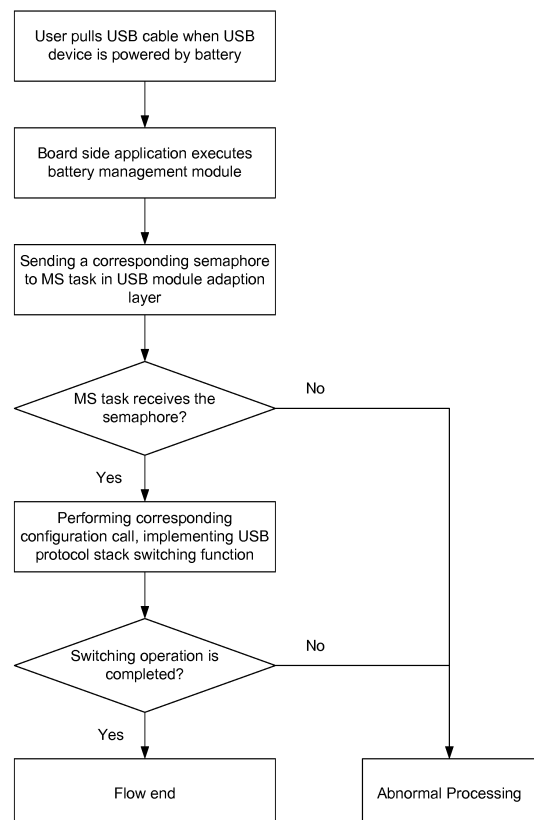 User pulls USB cable when USB
device is powered by battery
Board side application executes
battery management module
Sending a corresponding semaphore
to MS task in USB module adaption
layer
MS task receives the
semaphore?
No
Yes
Performing corresponding
configuration call, implementing USB
protocol stack switching function
Switching operation is
completed?
No
Yes
Flow end
Abnormal Processing